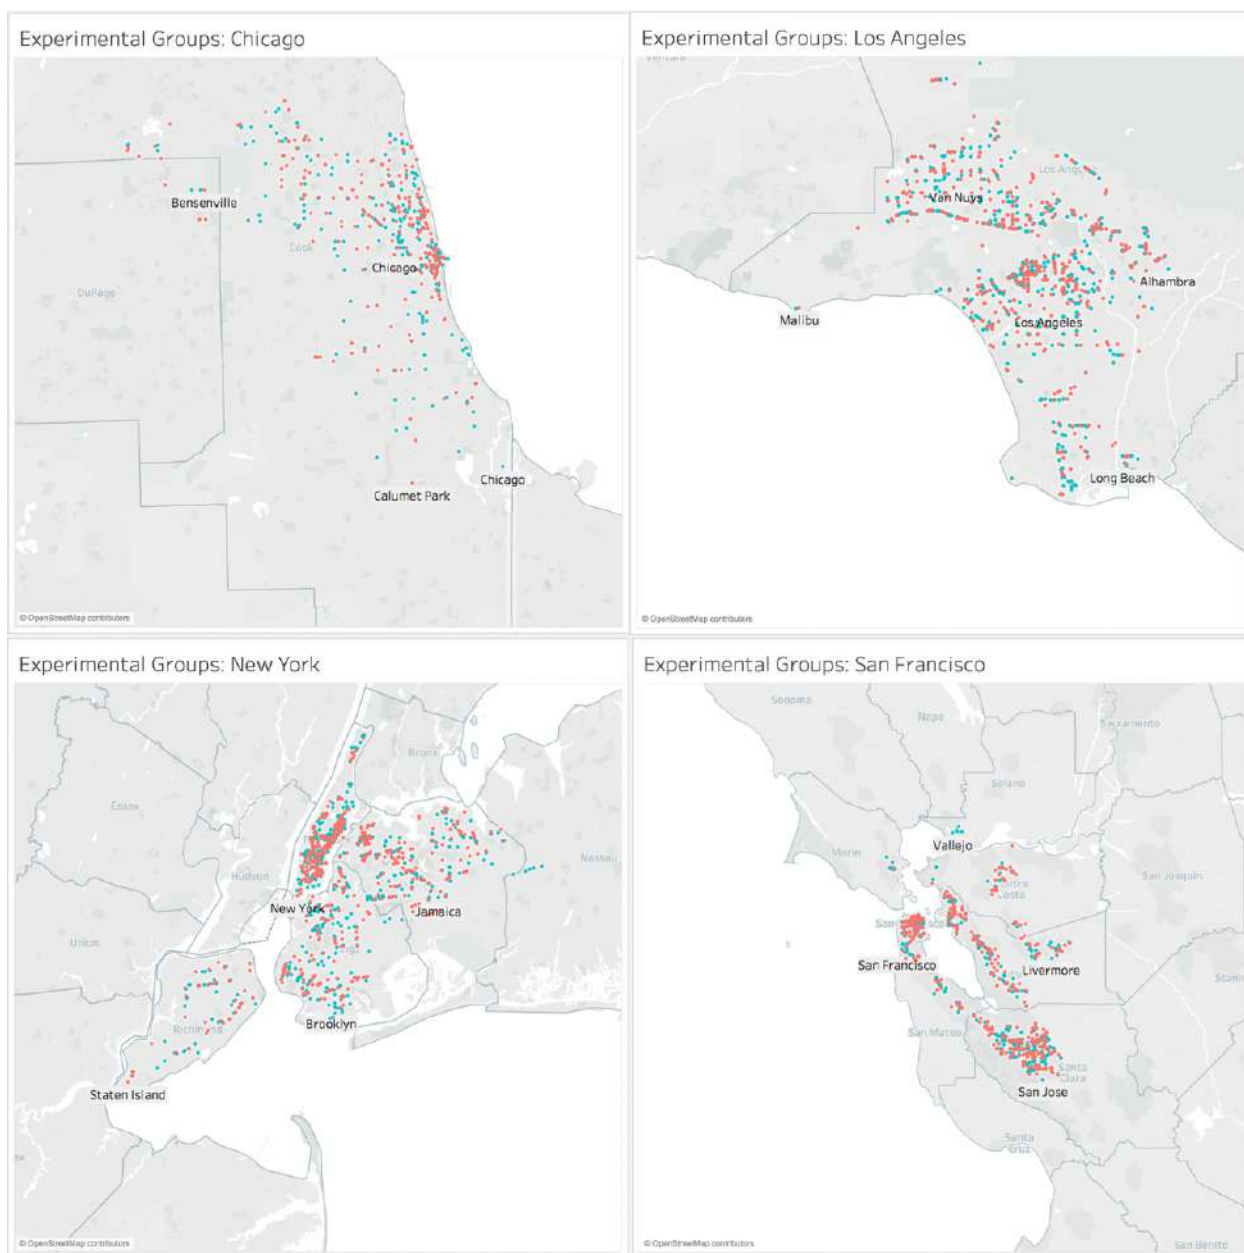 Experimental Groups: Chicago
Bensenville
Cook
Chicago
DuPage
Chicago
Calumet Park
© OpenStreetMap contributors
Experimental Groups: Los Angeles
Van Nuys
Alhambra
Malibu
Los Angeles
Long Beach
© OpenStreetMap contributors
Experimental Groups: New York
Bronx
Essex
Nassau
Hudson
New York
Jamaica
Union
Richmond
Brooklyn
Staten Island
© OpenStreetMap contributors
Experimental Groups: San Francisco
Sonoma
Napa
Sacramento
Solano
Vallejo
Marin
San Joaquin
Costa
San Francisco
Livermore
San Mateo
Santa
Clara
San Jose
Santa
Cruz
San Benito
© OpenStreetMap contributors